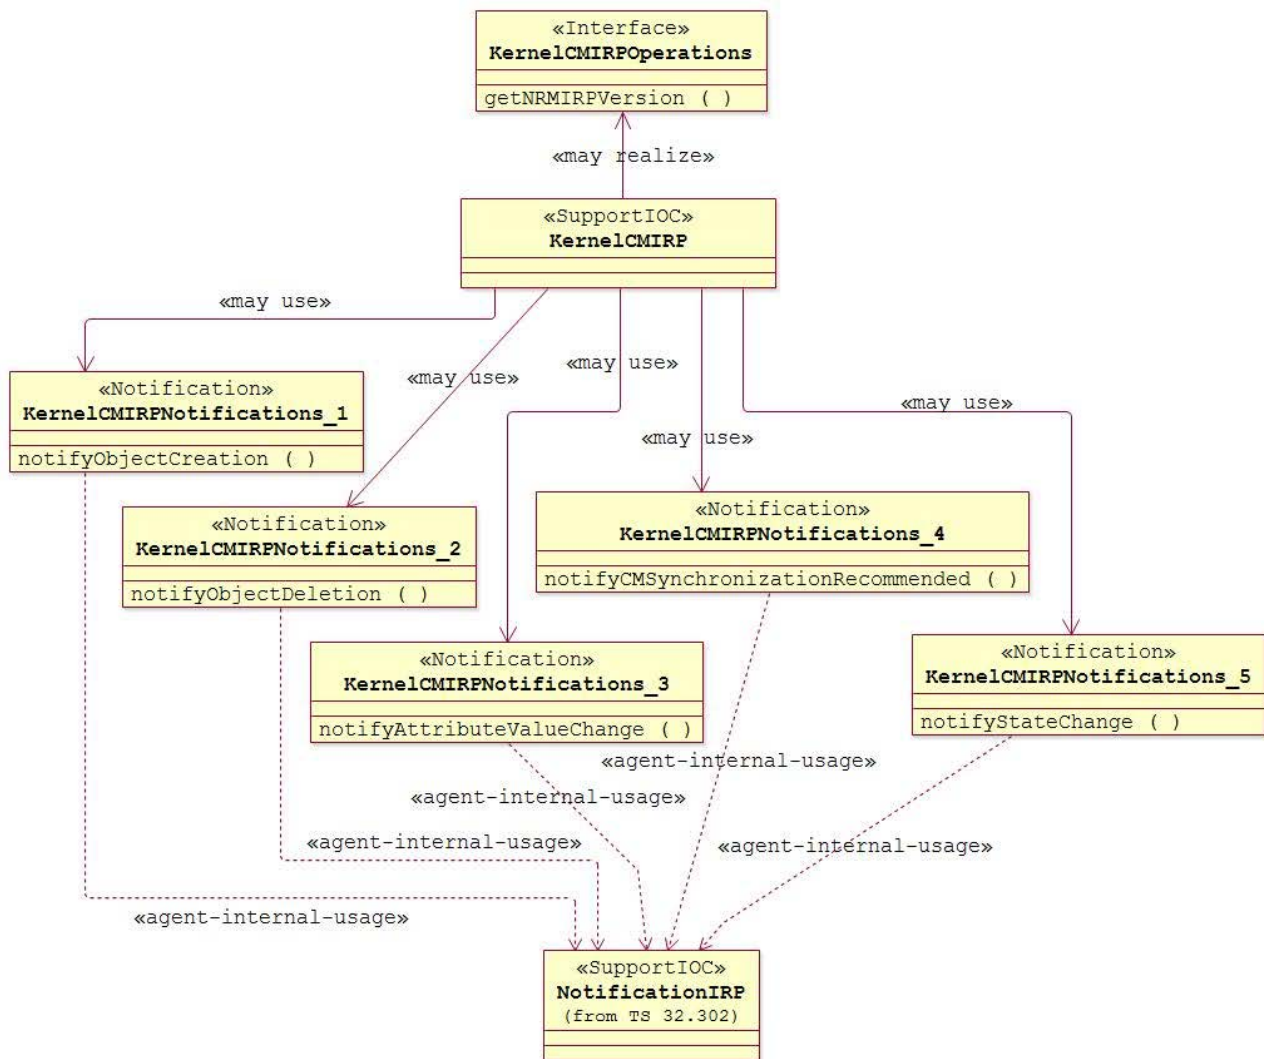 «Interface»
KernelCMIRPOperations
getNRMIRPVersion ( )
«may realize»
«SupportIOC»
KernelCMIRP
«may use»
«may use»
«may use»
«may use»
«may use»
«Notification»
KernelCMIRPNotifications_1
notifyObjectCreation ( )
«Notification»
KernelCMIRPNotifications_2
notifyObjectDeletion ( )
«Notification»
KernelCMIRPNotifications_4
notifyCMSynchronizationRecommended ( )
«Notification»
KernelCMIRPNotifications_3
notifyAttributeValueChange ( )
«Notification»
KernelCMIRPNotifications_5
notifyStateChange ( )
«agent-internal-usage»
«agent-internal-usage»
«agent-internal-usage»
«agent-internal-usage»
«agent-internal-usage»
«SupportIOC»
NotificationIRP
(from TS 32.302)